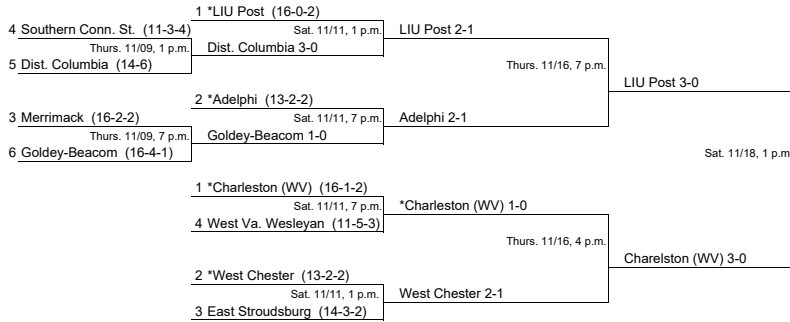 1 *LIU Post (16-0-2)
4 Southern Conn. St. (11-3-4)
Sat. 11/11, 1 p.m.
LIU Post 2-1
Thurs. 11/09, 1 p.m.
Dist. Columbia 3-0
5 Dist. Columbia (14-6)
Thurs. 11/16, 7 p.m.
LIU Post 3-0
2 *Adelphi (13-2-2)
3 Merrimack (16-2-2)
Sat. 11/11, 7 p.m.
Adelphi 2-1
Thurs. 11/09, 7 p.m.
Goldey-Beacom 1-0
6 Goldey-Beacom (16-4-1)
Sat. 11/18, 1 p.m
1 *Charleston (WV) (16-1-2)
Sat. 11/11, 7 p.m.
*Charleston (WV) 1-0
4 West Va. Wesleyan (11-5-3)
Thurs. 11/16, 4 p.m.
Charelston (WV) 3-0
2 *West Chester (13-2-2)
Sat. 11/11, 1 p.m.
West Chester 2-1
3 East Stroudsburg (14-3-2)